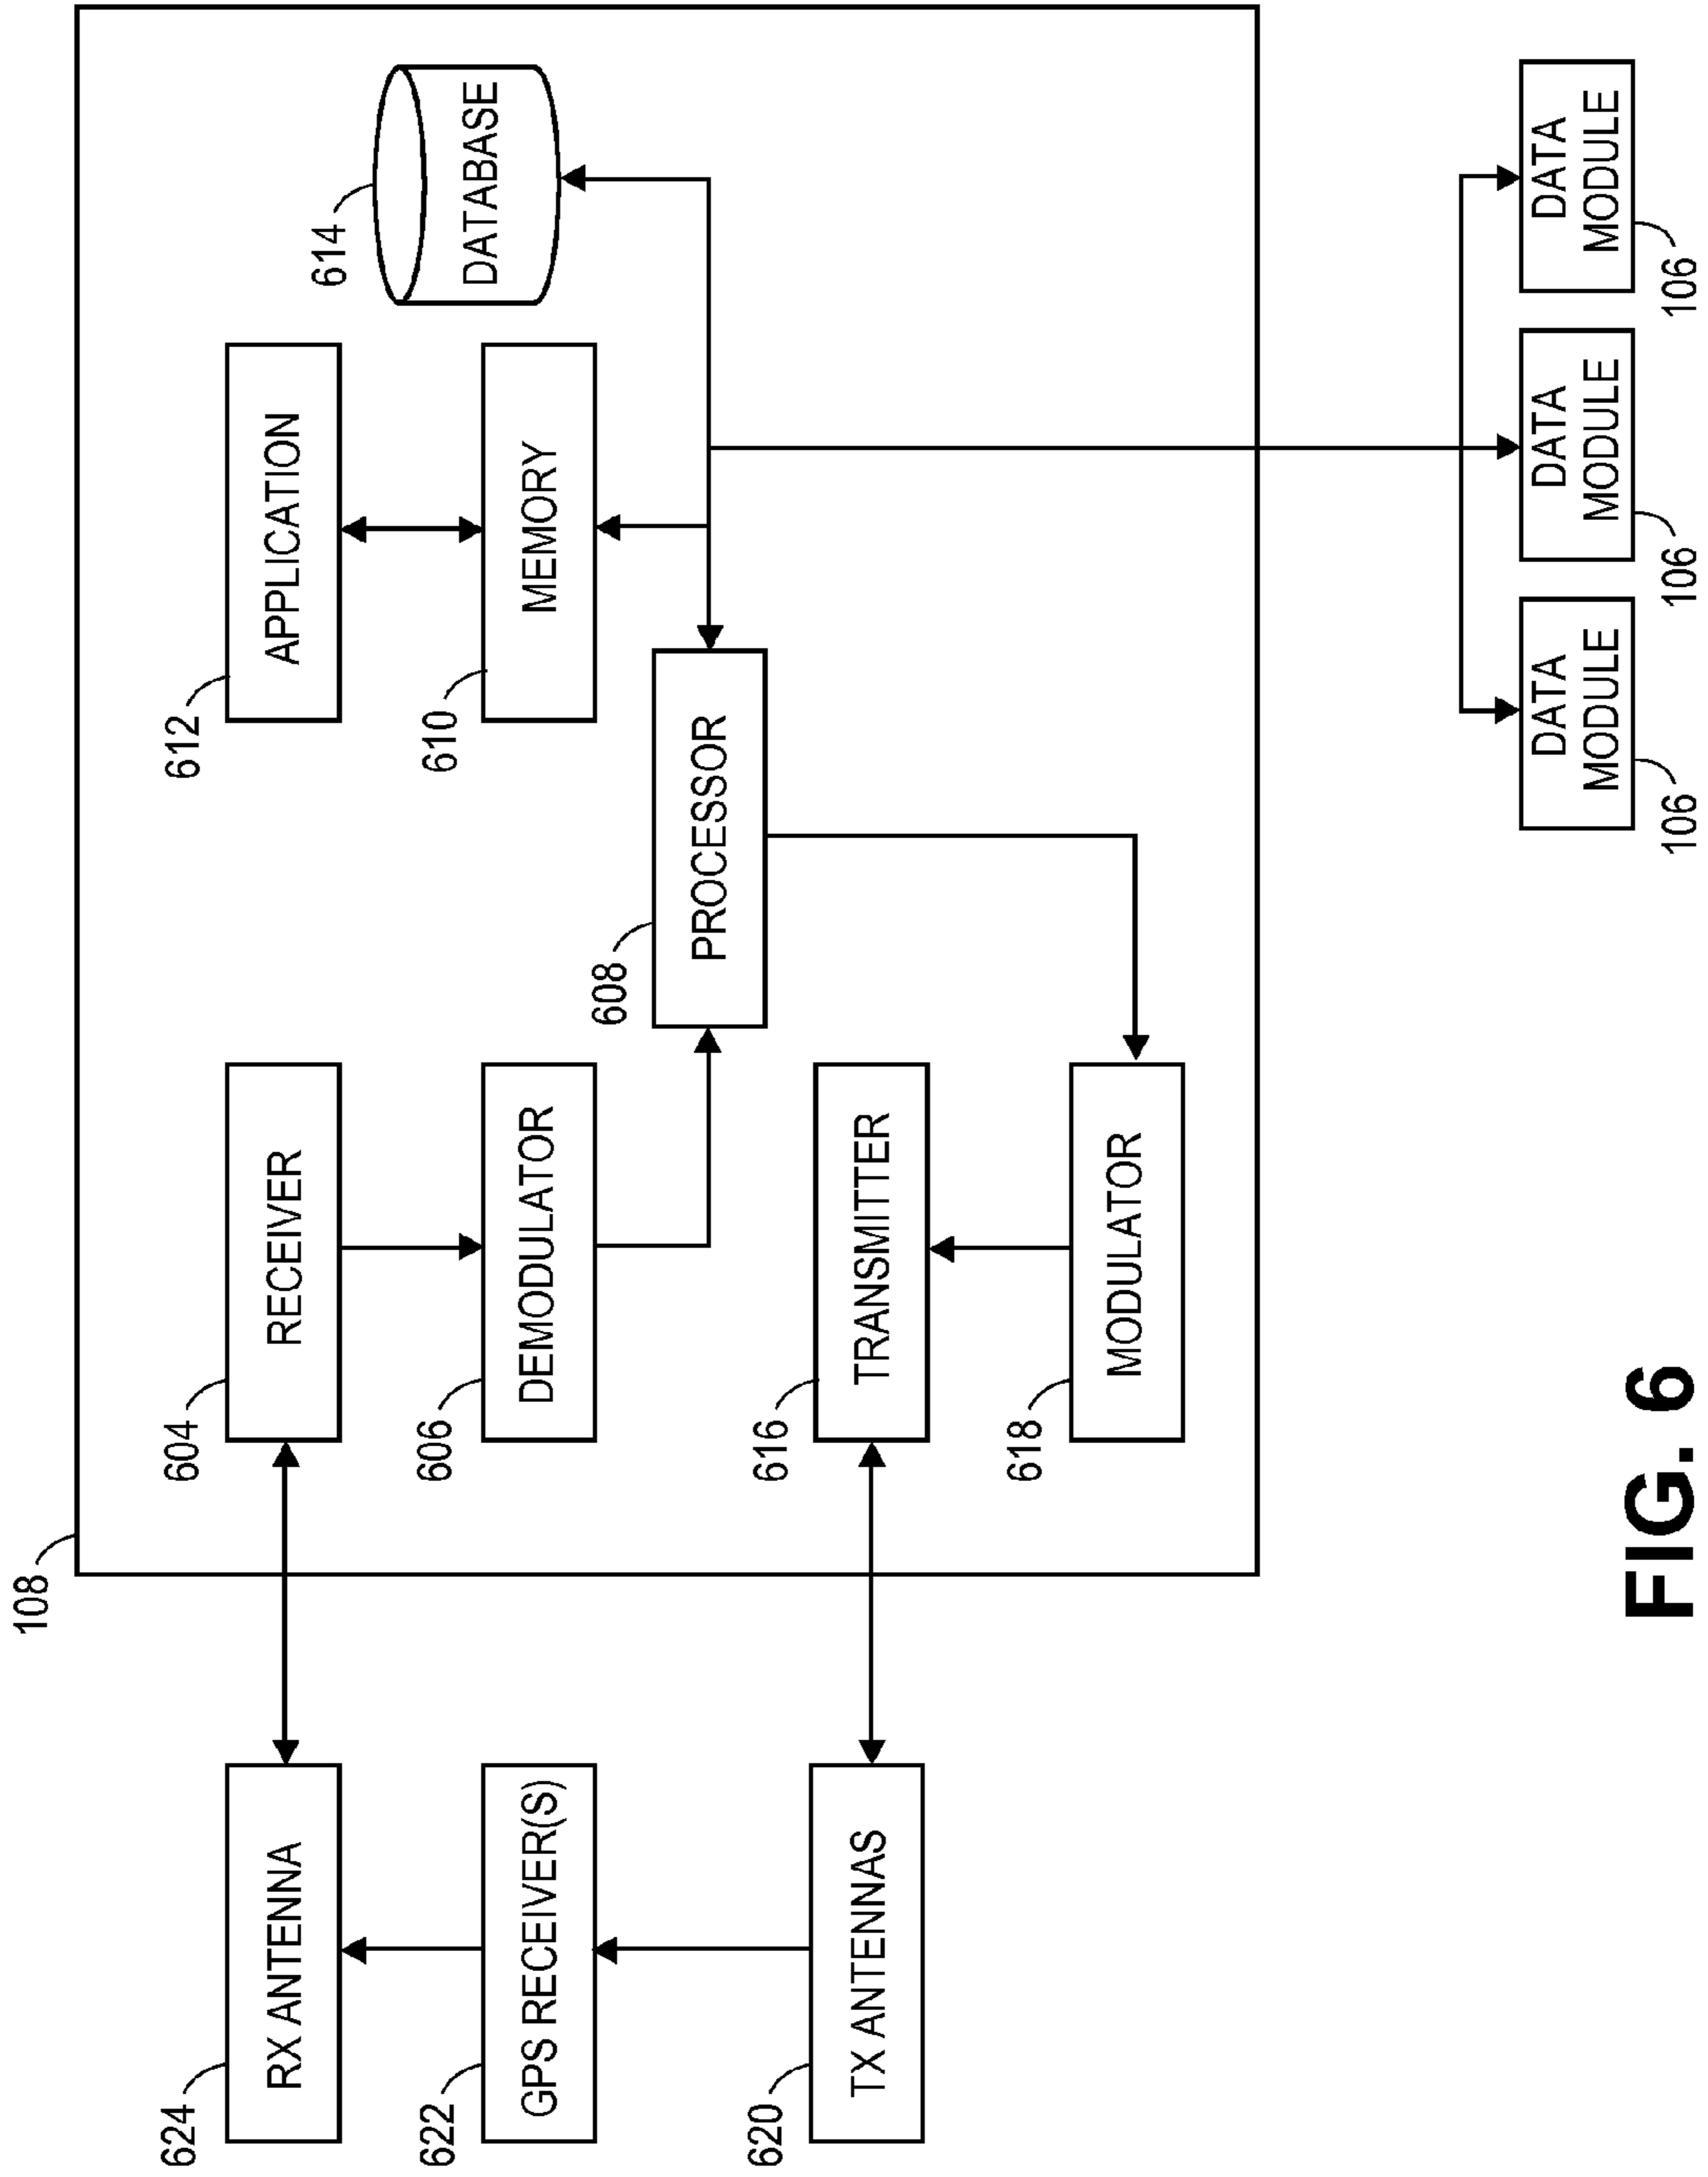 108
624
RX ANTENNA
604
RECEIVER
612
APPLICATION
614
DATABASE
622
GPS RECEIVER(S)
606
DEMODULATOR
610
MEMORY
608
PROCESSOR
620
TX ANTENNAS
616
TRANSMITTER
618
MODULATOR
DATA
MODULE
106
DATA
MODULE
106
DATA
MODULE
106
FIG. 6